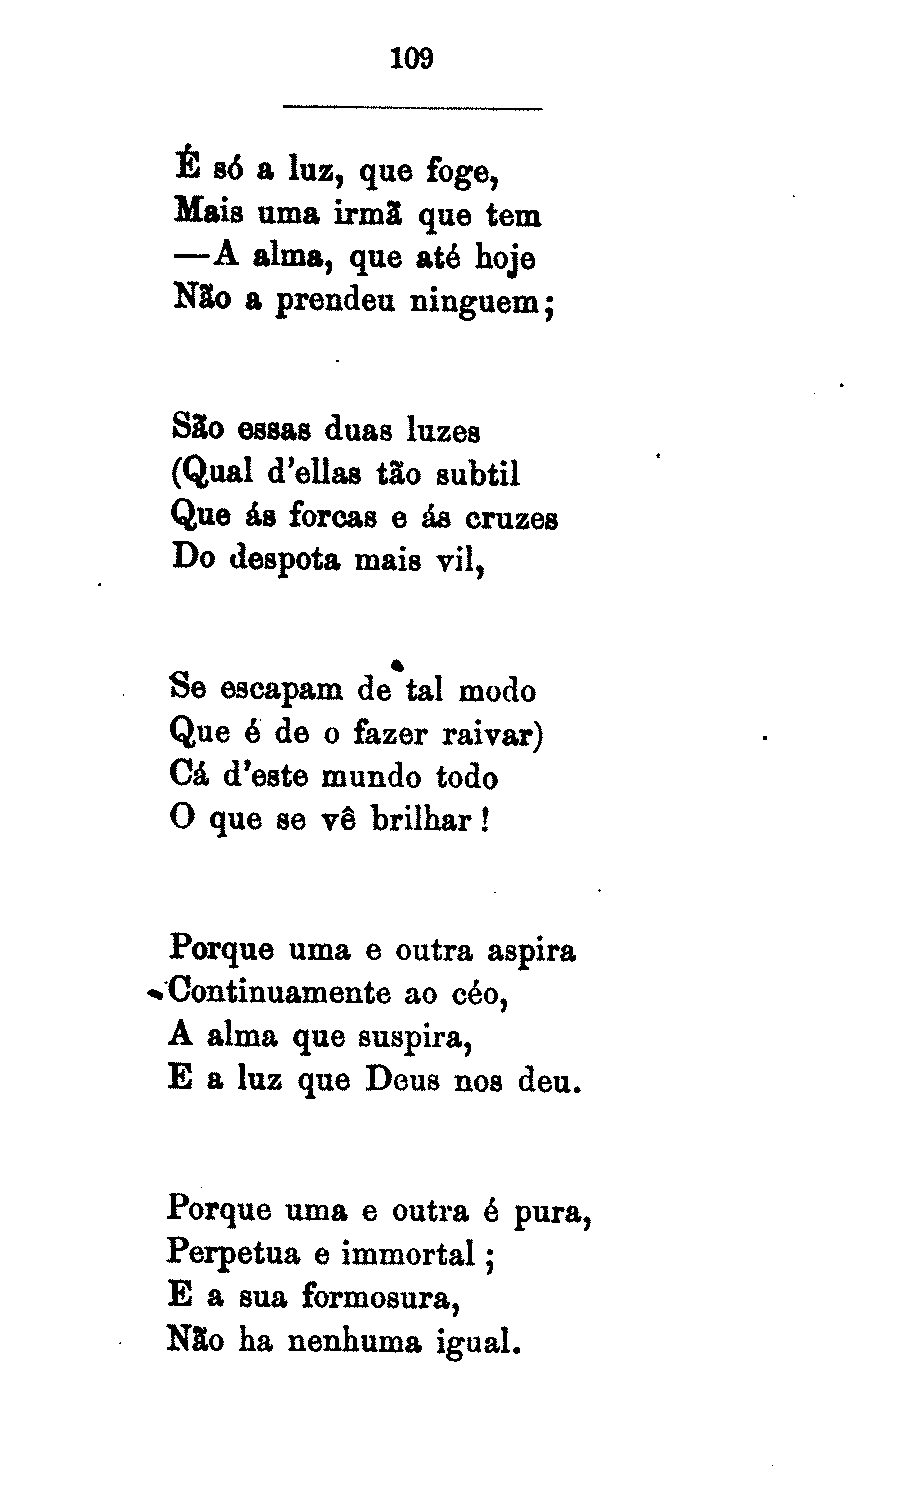 109
É só a luz, que foge,
Mais uma irmã que tem
—A alma, que até hoje
Não a prendeu ninguem;
São essas duas luzes
(Qual d'ellas tão subtil
Que ás forcas e ás cruzes
Do despota mais vil,
Se escapam de tal modo
Que é de o fazer raivar)
Cá d'este mundo todo
O que se vê brilhar!
Porque uma e outra aspira
Continuamente ao céo,
A alma que suspira,
E a luz que Deus nos deu.
Porque uma e outra é pura,
Perpetua e immortal;
E a sua formosura,
Não ha nenhuma igual.